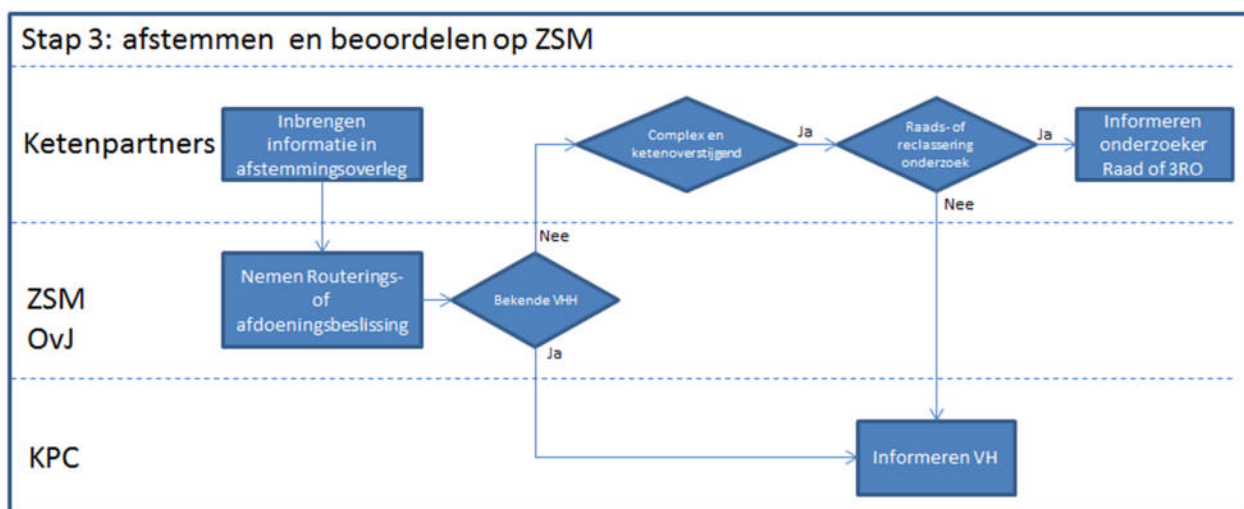 Stap 3: afstemmen en beoordelen op ZSM
Ketenpartners
Inbrengen
informatie in
afstemmingsoverleg
Complex en
ketenoverstijgend
Ja
Raads- of
reclassering
onderzoek
Ja
Informeren
onderzoeker
Raad of 3RO
Nee
Nee
ZSM
OvJ
Nemen Routerings-
of
afdoeningsbeslissing
Bekende VHH
Ja
KPC
Informeren VH